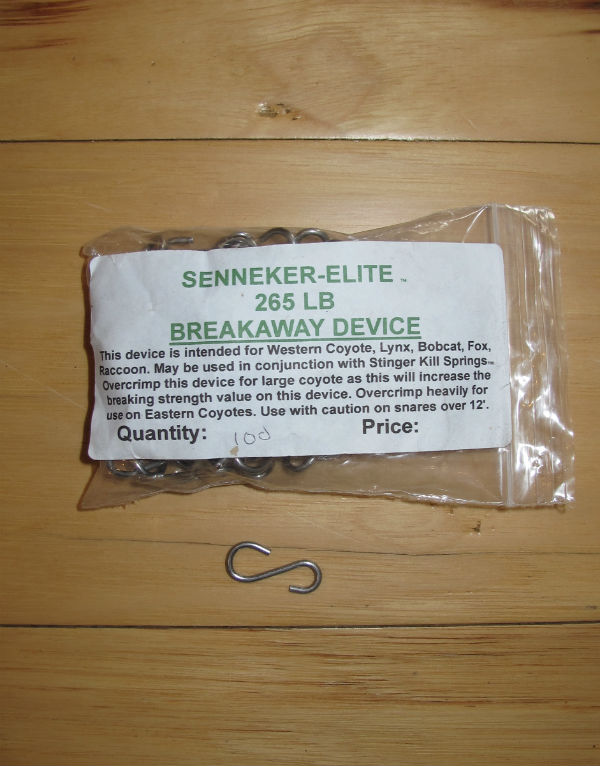 SENNEKER-ELITE ™
265 LB
BREAKAWAY DEVICE
This device is intended for Western Coyote, Lynx, Bobcat, Fox,
Raccoon. May be used in conjunction with Stinger Kill Springs™
Overcrimp this device for large coyote as this will increase the
breaking strength value on this device. Overcrimp heavily for
use on Eastern Coyotes. Use with caution on snares over 12'.
Quantity: 100 Price: